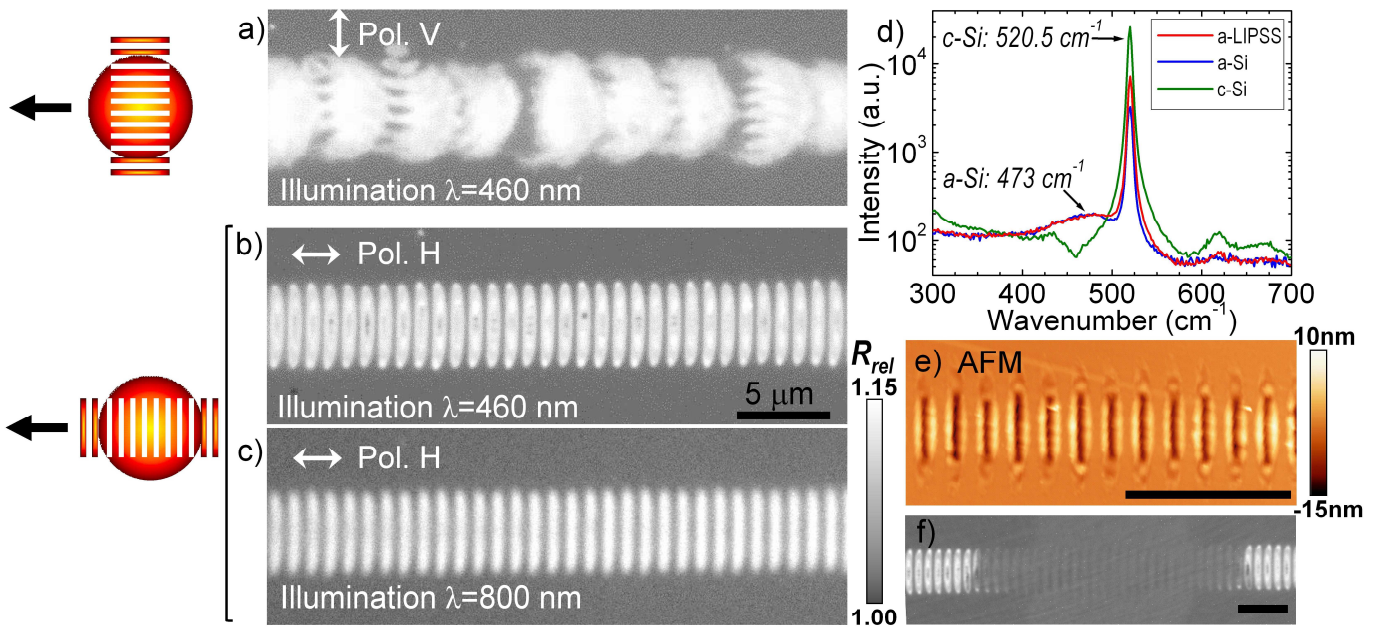 a)
Pol. V
Illumination λ=460 nm
b)
Pol. H
Illumination λ=460 nm
5 μm
c)
Pol. H
Illumination λ=800 nm
R_rel
1.15
1.00
d)
c-Si: 520.5 cm⁻¹
a-LIPSS
a-Si
c-Si
a-Si: 473 cm⁻¹
Intensity (a.u.)
10⁴
10³
10²
300 400 500 600 700
Wavenumber (cm⁻¹)
e) AFM
10nm
-15nm
f)